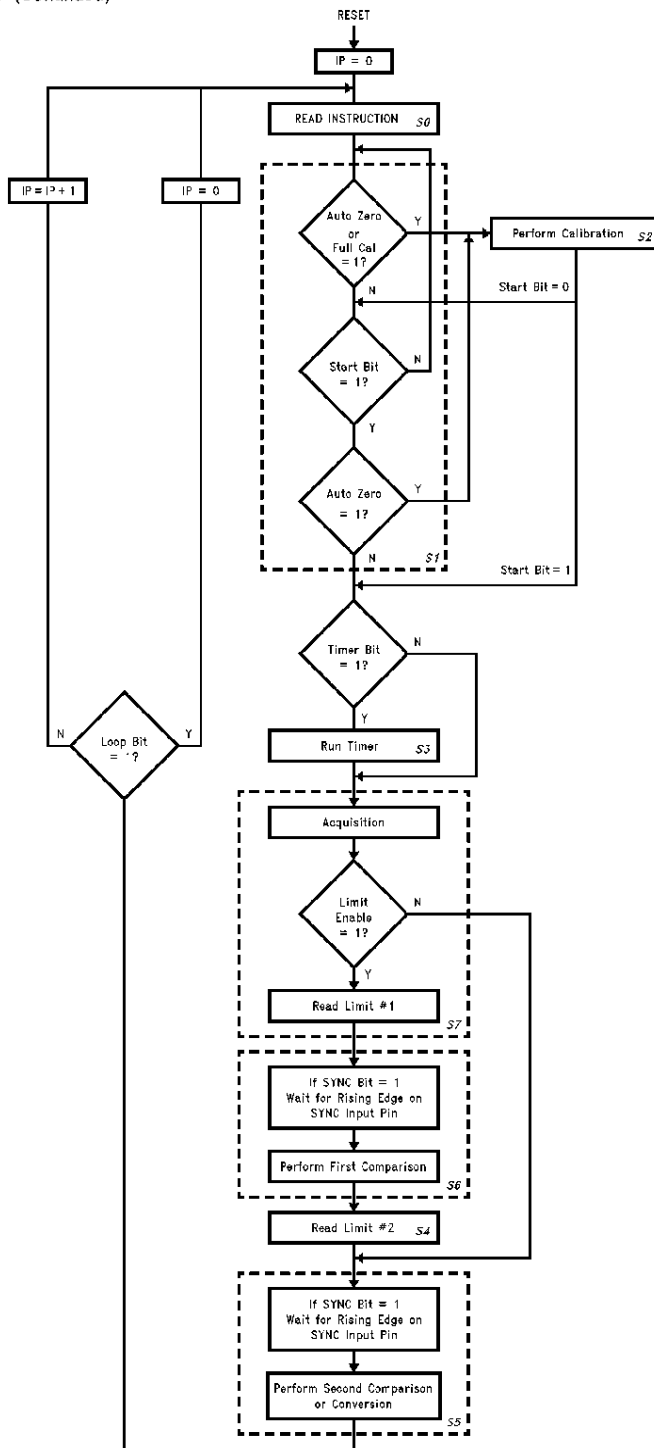 RESET
IP = 0
READ INSTRUCTION S0
IP = IP + 1
IP = 0
Auto Zero
or
Full Cal
= 1?
Y
N
Perform Calibration S2
Start Bit = 0
Start Bit
= 1?
N
Y
Auto Zero
= 1?
Y
N
S1
Start Bit = 1
Timer Bit
= 1?
N
Y
Run Timer S3
Loop Bit
= 1?
N
Y
Acquisition
Limit
Enable
= 1?
N
Y
Read Limit #1
S7
If SYNC Bit = 1
Wait for Rising Edge on
SYNC Input Pin
Perform First Comparison
S6
Read Limit #2 S4
If SYNC Bit = 1
Wait for Rising Edge on
SYNC Input Pin
Perform Second Comparison
or Conversion
S5